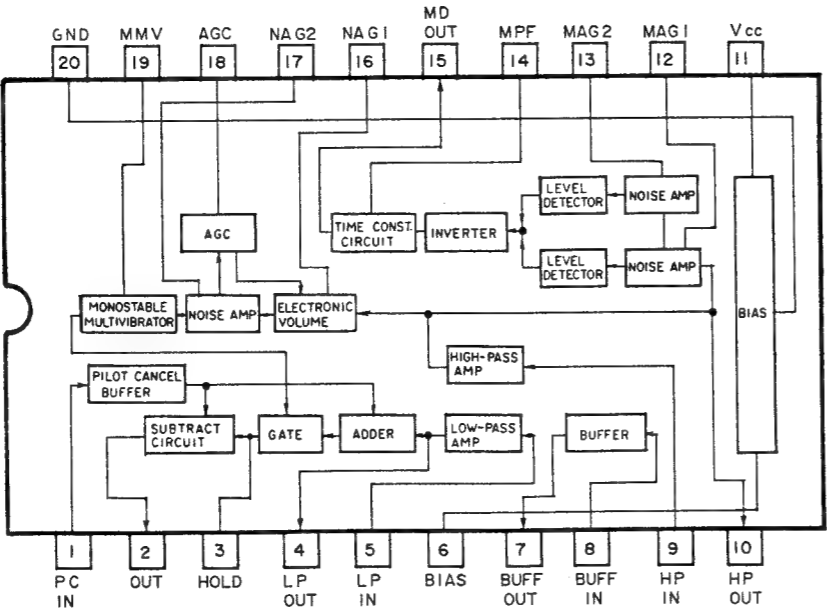 GND MMV AGC NAG2 NAG1 MD OUT MPF MAG2 MAG1 Vcc
20 19 18 17 16 15 14 13 12 11
LEVEL DETECTOR
NOISE AMP
AGC
TIME CONST. CIRCUIT
INVERTER
LEVEL DETECTOR
NOISE AMP
MONOSTABLE MULTIVIBRATOR
NOISE AMP
ELECTRONIC VOLUME
BIAS
HIGH-PASS AMP
PILOT CANCEL BUFFER
SUBTRACT CIRCUIT
GATE
ADDER
LOW-PASS AMP
BUFFER
1 2 3 4 5 6 7 8 9 10
PC IN OUT HOLD LP OUT LP IN BIAS BUFF OUT BUFF IN HP IN HP OUT